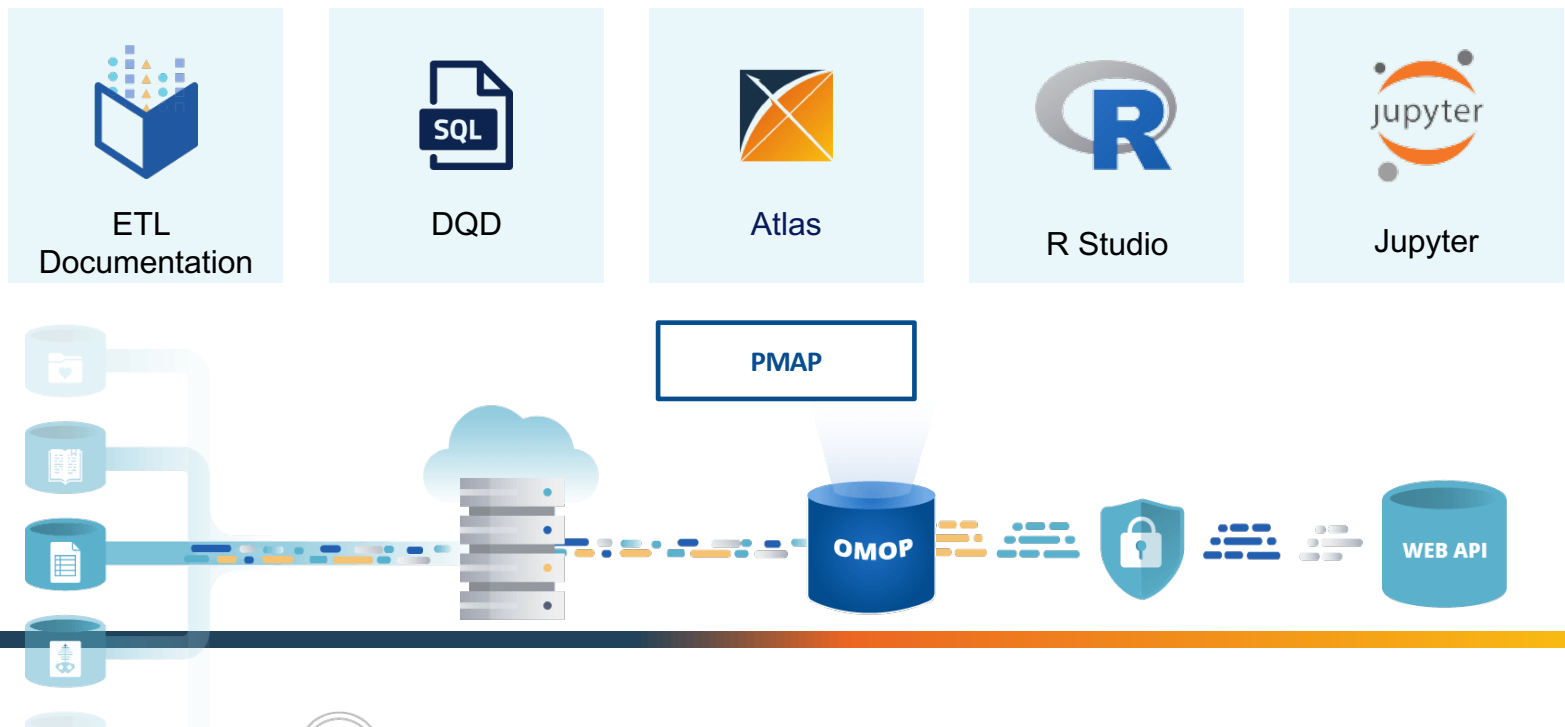 SQL
R
jupyter
ETL
Documentation
DQD
Atlas
R Studio
Jupyter
PMAP
OMOP
WEB API